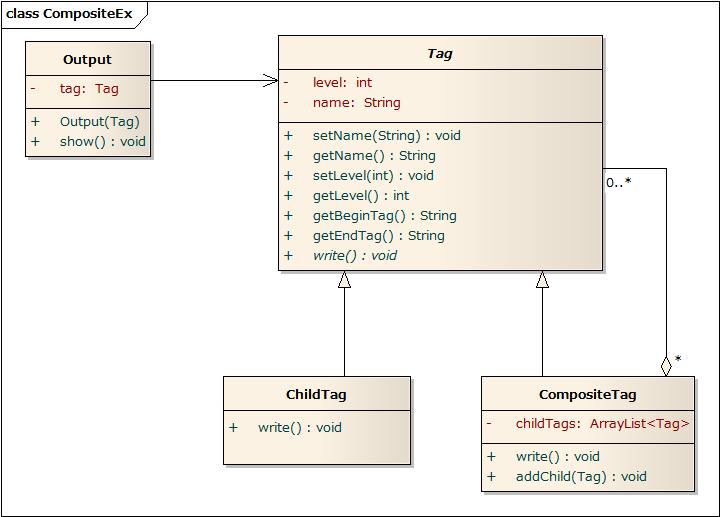 class CompositeEx
Output
- tag: Tag
+ Output(Tag)
+ show() : void
Tag
- level: int
- name: String
+ setName(String) : void
+ getName() : String
+ setLevel(int) : void
+ getLevel() : int
+ getBeginTag() : String
+ getEndTag() : String
+ write() : void
0..*
*
ChildTag
+ write() : void
CompositeTag
- childTags: ArrayList<Tag>
+ write() : void
+ addChild(Tag) : void